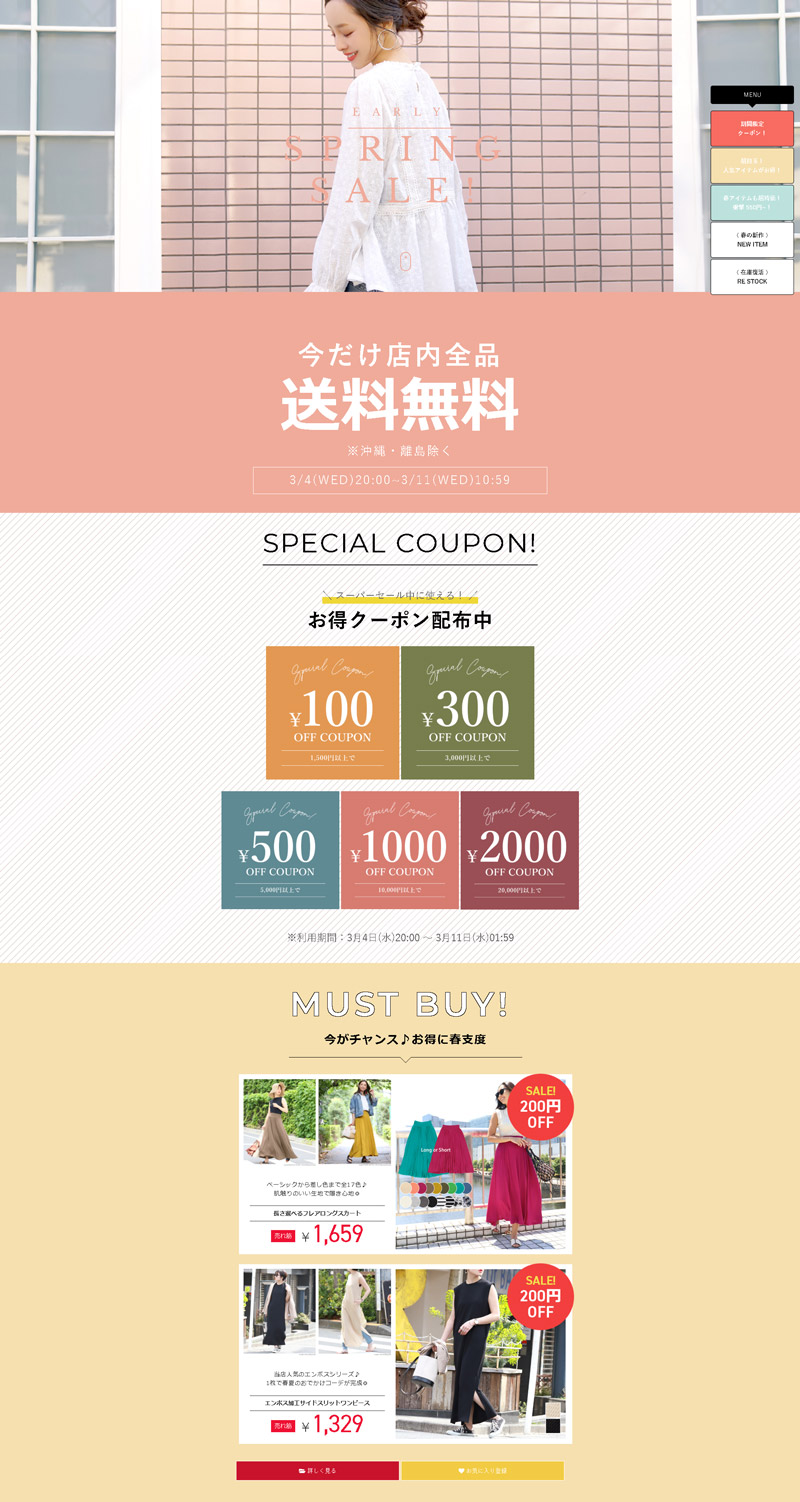 EARLY
SPRING
SALE!
MENU
期間限定
クーポン!
超目玉!
人気アイテムがお得!
(春の新作)
NEW ITEM
(在庫復活)
RE STOCK
今だけ店内全品
送料無料
※沖縄・離島除く
3/4(WED)20:00~3/11(WED)10:59
SPECIAL COUPON!
\ スーパーセール中に使える! /
お得クーポン配布中
Special Coupon
¥100
OFF COUPON
1,500円以上で
Special Coupon
¥300
OFF COUPON
3,000円以上で
Special Coupon
¥500
OFF COUPON
5,000円以上で
Special Coupon
¥1000
OFF COUPON
10,000円以上で
Special Coupon
¥2000
OFF COUPON
20,000円以上で
※利用期間:3月4日(水)20:00 〜 3月11日(水)01:59
MUST BUY!
今がチャンス♪お得に春支度
SALE!
200円
OFF
Long or Short
ベーシックから差し色まで全17色♪
肌触りのいい生地で履き心地◎
長さ選べるフレアロングスカート
売れ筋 ¥1,659
SALE!
200円
OFF
当店人気のエンボスシリーズ♪
1枚で春夏のおでかけコーデが完成◎
エンボス加工サイドスリットワンピース
売れ筋 ¥1,329
詳しく見る
お気に入り登録